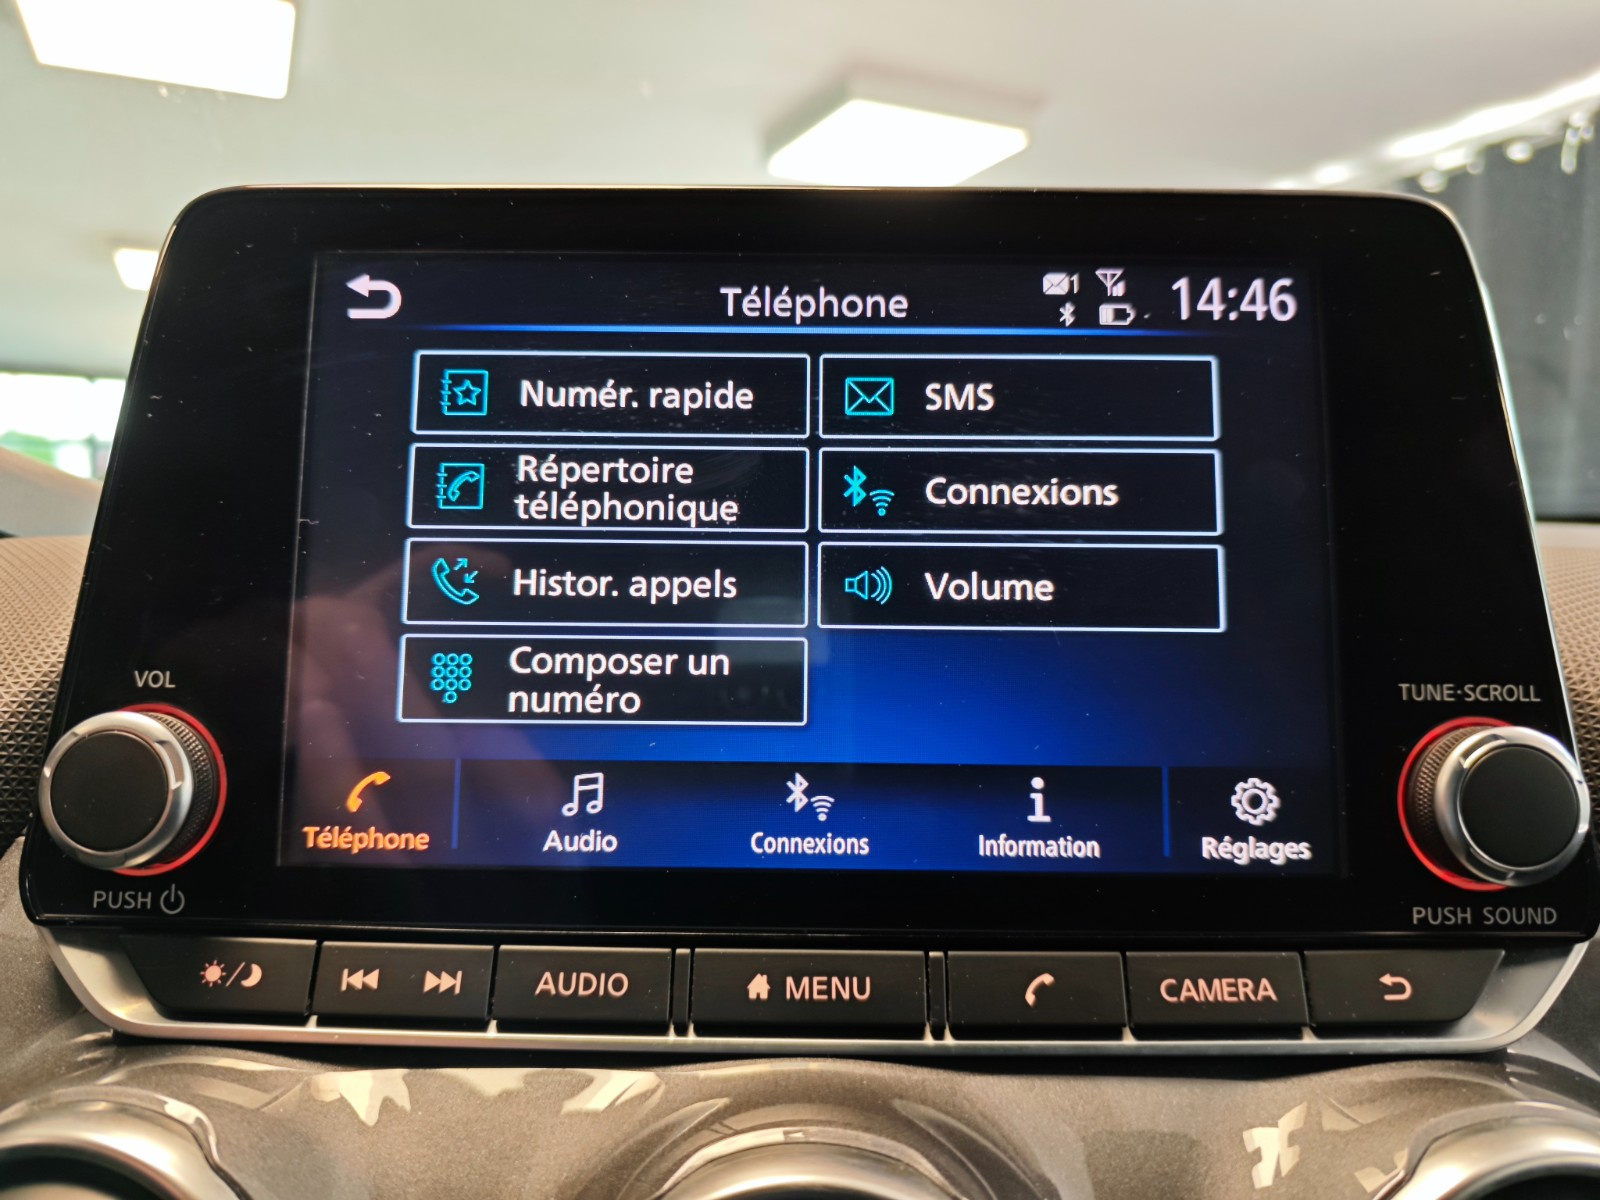 Téléphone
1
14:46
Numér. rapide
SMS
Répertoire
téléphonique
Connexions
Histor. appels
Volume
Composer un
numéro
VOL
TUNE·SCROLL
Téléphone
Audio
Connexions
Information
Réglages
PUSH
PUSH SOUND
AUDIO
MENU
CAMERA